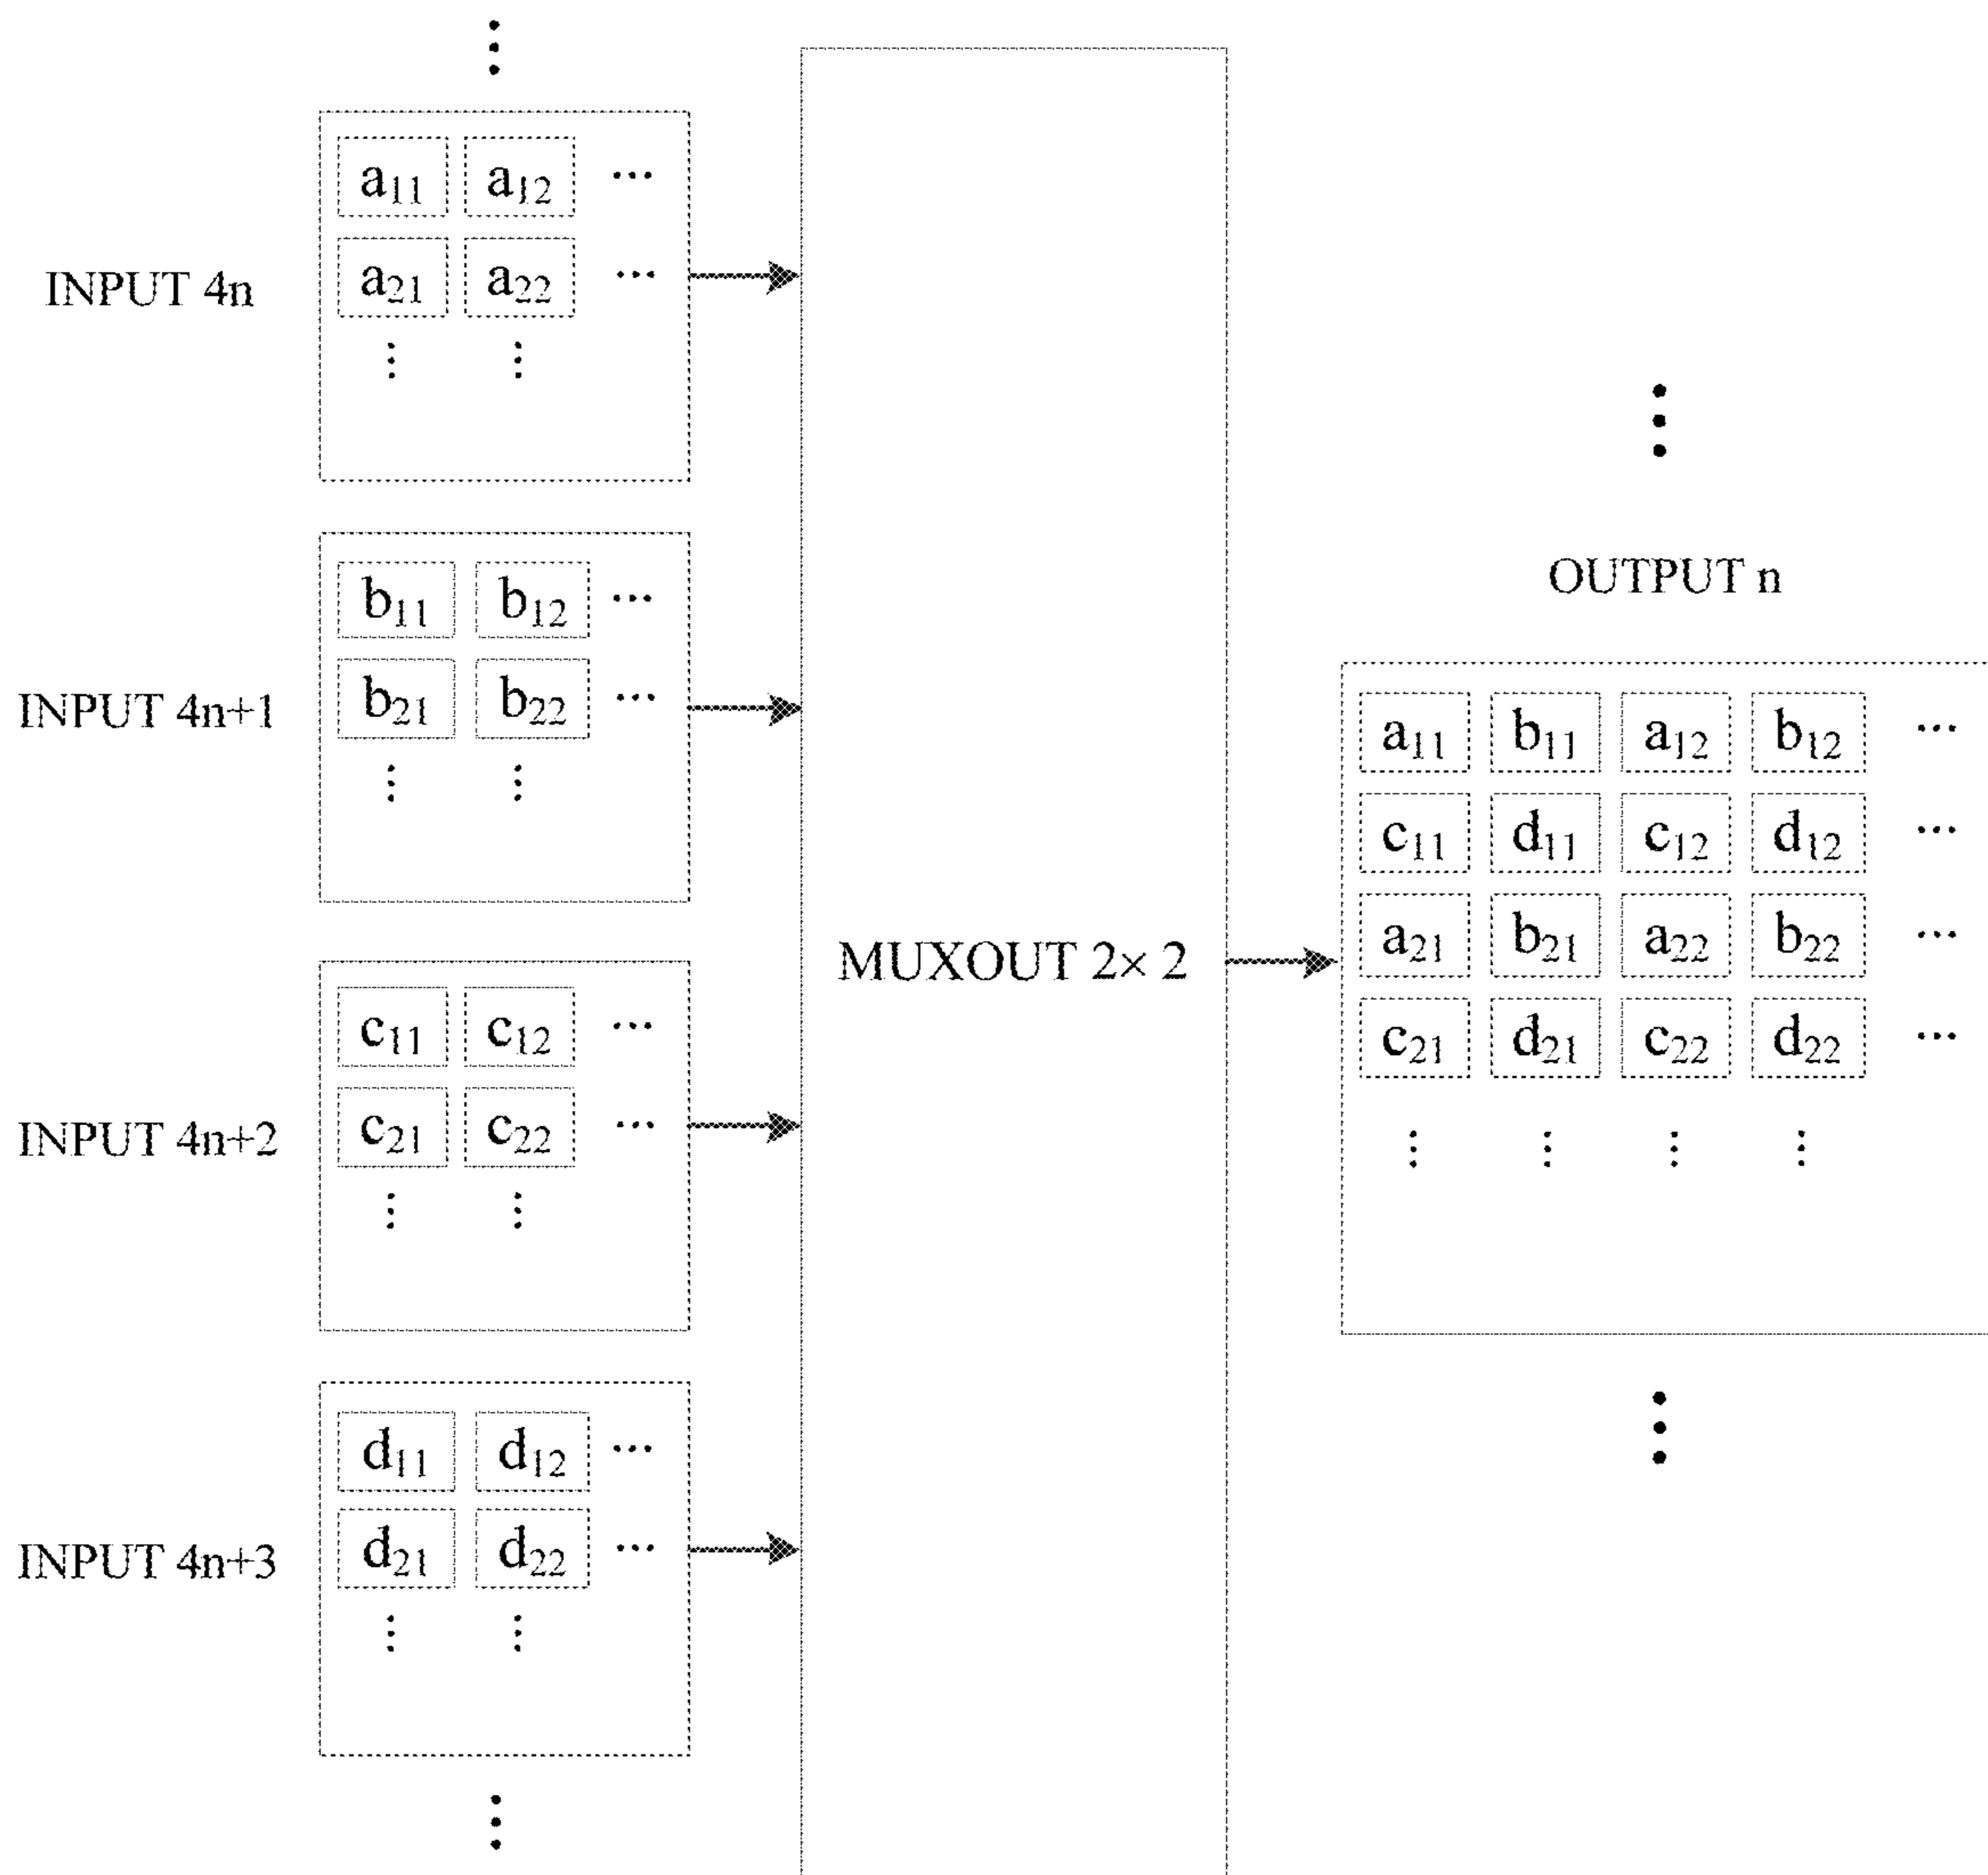 a₁₁ a₁₂ ...
INPUT 4n
a₂₁ a₂₂ ...
b₁₁ b₁₂ ...
INPUT 4n+1
b₂₁ b₂₂ ...
c₁₁ c₁₂ ...
INPUT 4n+2
c₂₁ c₂₂ ...
d₁₁ d₁₂ ...
INPUT 4n+3
d₂₁ d₂₂ ...
MUXOUT 2× 2
OUTPUT n
a₁₁ b₁₁ a₁₂ b₁₂ ...
c₁₁ d₁₁ c₁₂ d₁₂ ...
a₂₁ b₂₁ a₂₂ b₂₂ ...
c₂₁ d₂₁ c₂₂ d₂₂ ...